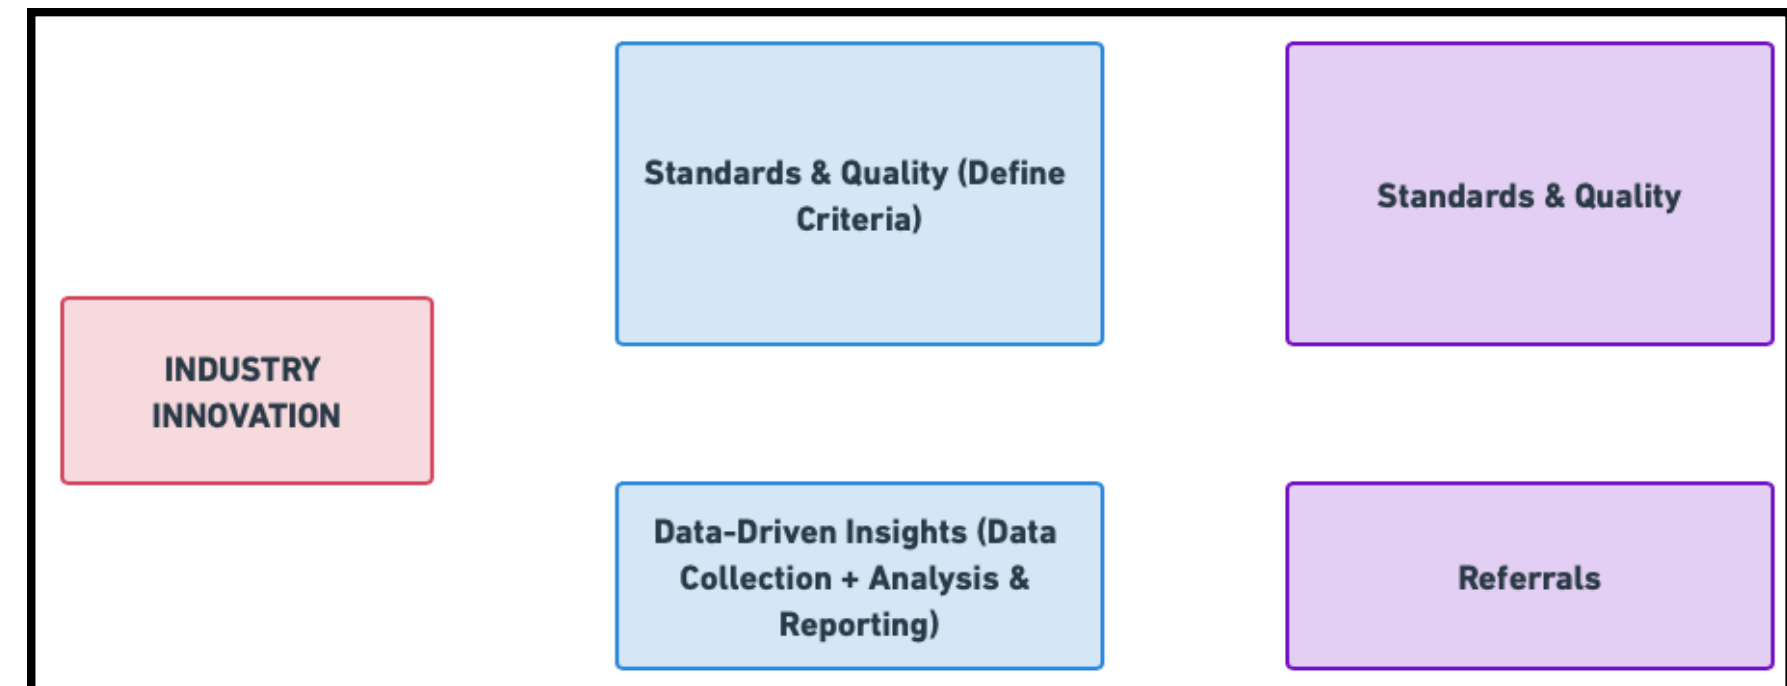 Standards & Quality (Define
Criteria)
Standards & Quality
INDUSTRY
INNOVATION
Data-Driven Insights (Data
Collection + Analysis &
Reporting)
Referrals